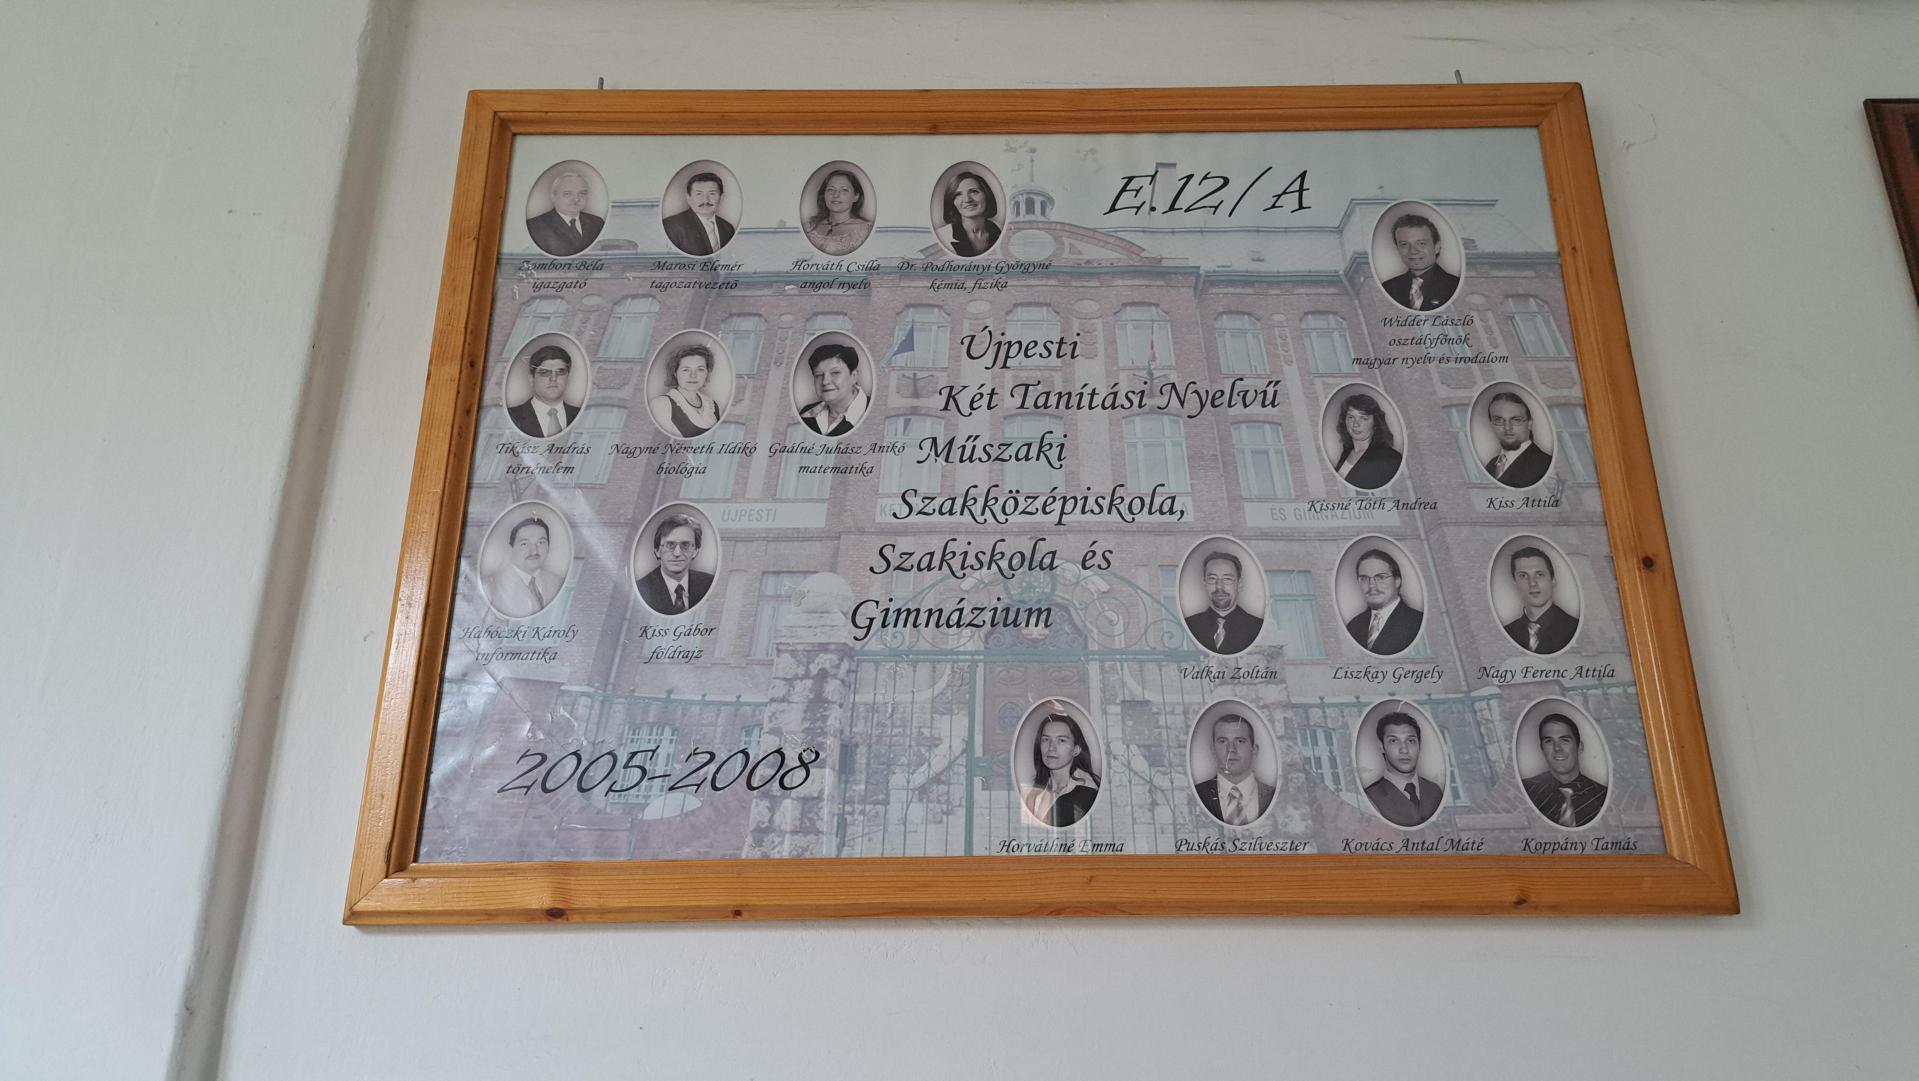 E.12/A
Zombori Béla
igazgató
Marosi Elemér
tagozatvezető
Horváth Csilla
angol nyelv
Dr. Podhorányi Györgyné
kémia, fizika
Widder László
osztályfőnök
magyar nyelv és irodalom
Tikász András
történelem
Nagyné Németh Ildikó
biológia
Gaálné Juhász Anikó
matematika
Újpesti
Két Tanítási Nyelvű
Műszaki
Szakközépiskola,
Szakiskola és
Gimnázium
Kissné Tóth Andrea
Kiss Attila
ÚJPESTI
ÉS GIMNÁZIUM
Habóczki Károly
informatika
Kiss Gábor
földrajz
Valkai Zoltán
Liszkay Gergely
Nagy Ferenc Attila
2005-2008
Horváthné Emma
Puskás Szilveszter
Kovács Antal Máté
Koppány Tamás